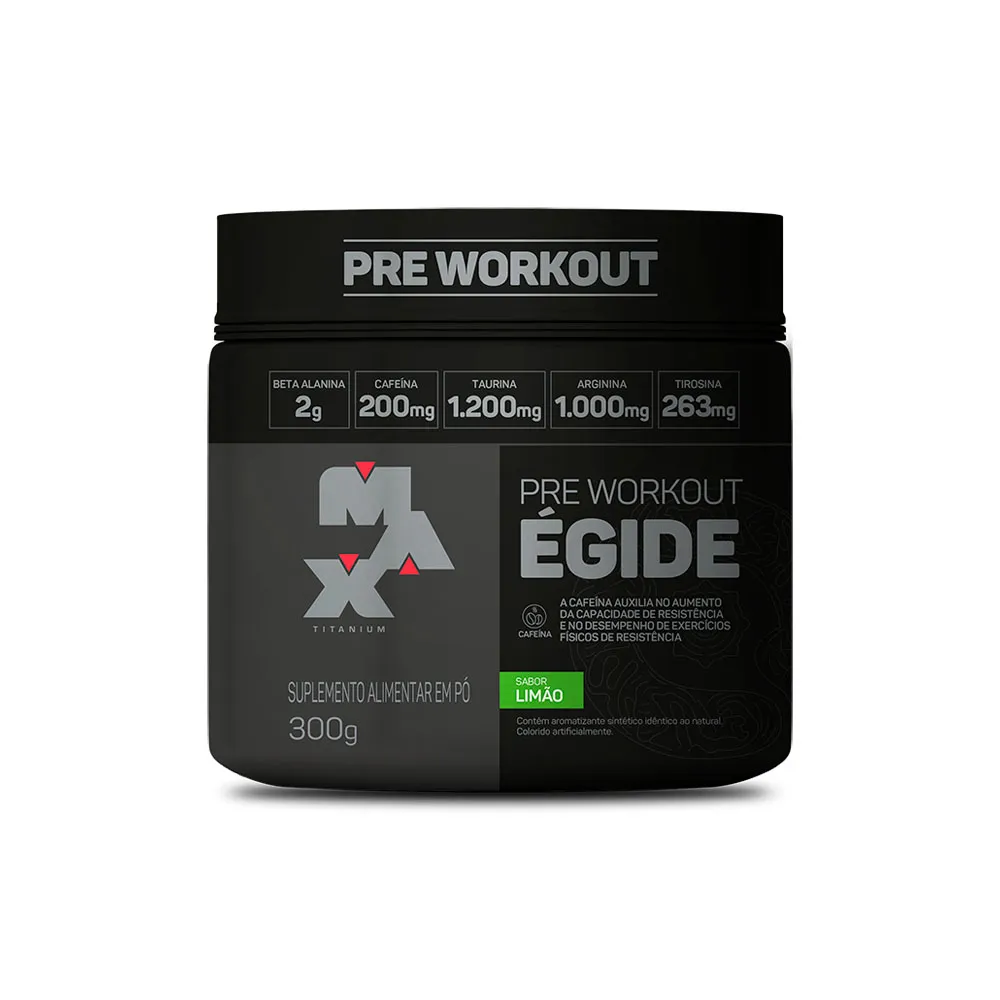 PRE WORKOUT
BETA ALANINA
2g
CAFEÍNA
200mg
TAURINA
1.200mg
ARGININA
1.000mg
TIROSINA
263mg
MAX
TITANIUM
SUPLEMENTO ALIMENTAR EM PÓ
300g
PRE WORKOUT
ÉGIDE
CAFEÍNA
A CAFEÍNA AUXILIA NO AUMENTO
DA CAPACIDADE DE RESISTÊNCIA
E NO DESEMPENHO DE EXERCÍCIOS
FÍSICOS DE RESISTÊNCIA
SABOR
LIMÃO
Contém aromatizante sintético idêntico ao natural.
Colorido artificialmente.